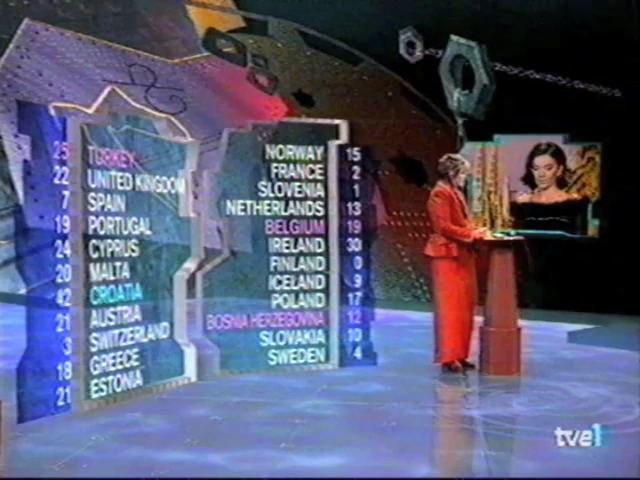 25 TURKEY
22 UNITED KINGDOM
7 SPAIN
19 PORTUGAL
24 CYPRUS
20 MALTA
42 CROATIA
21 AUSTRIA
3 SWITZERLAND
18 GREECE
21 ESTONIA
NORWAY 15
FRANCE 2
SLOVENIA 1
NETHERLANDS 13
BELGIUM 19
IRELAND 30
FINLAND 0
ICELAND 9
POLAND 17
BOSNIA HERZEGOVINA 12
SLOVAKIA 10
SWEDEN 4
tve1